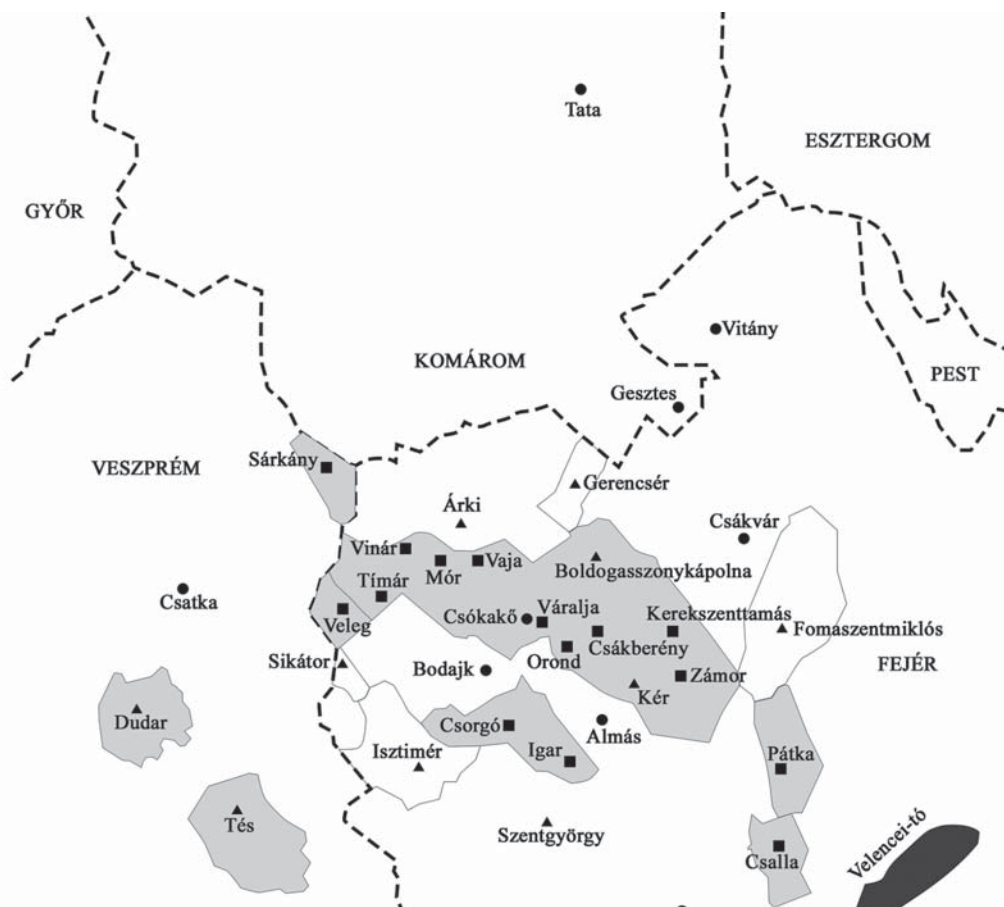 Tata
ESZTERGOM
GYŐR
Vitány
KOMÁROM
PEST
Gesztes
Sárkány
VESZPRÉM
Gerencsér
Árki
Csákvár
Vinár
Mór
Vaja
Boldogasszonykápolna
Tímár
Csatka
Veleg
Csókakő
Váralja
Kerekszenttamás
Csákberény
Fornaszentmiklós
Sikátor
Bodajk
Orond
FEJÉR
Zámor
Kér
Dudar
Csorgó
Almás
Isztimér
Igar
Pátka
Tés
Szentgyörgy
Csalla
Velencei-tó